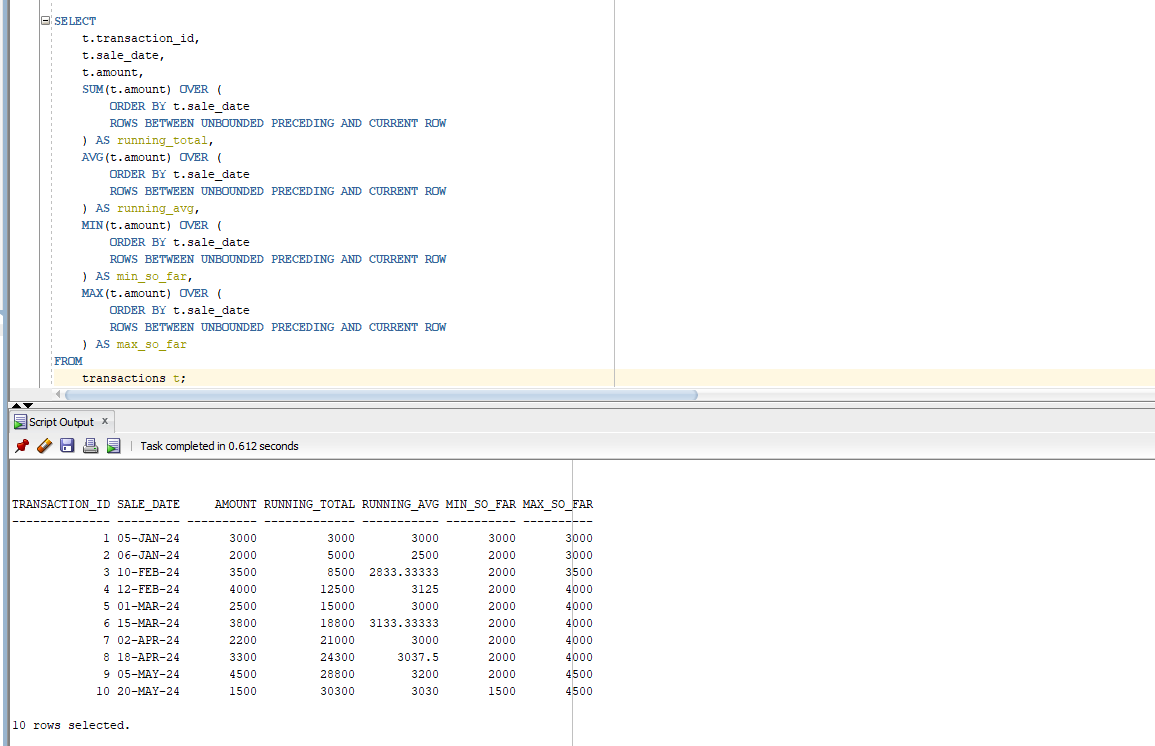 SELECT
    t.transaction_id,
    t.sale_date,
    t.amount,
    SUM(t.amount) OVER (
        ORDER BY t.sale_date
        ROWS BETWEEN UNBOUNDED PRECEDING AND CURRENT ROW
    ) AS running_total,
    AVG(t.amount) OVER (
        ORDER BY t.sale_date
        ROWS BETWEEN UNBOUNDED PRECEDING AND CURRENT ROW
    ) AS running_avg,
    MIN(t.amount) OVER (
        ORDER BY t.sale_date
        ROWS BETWEEN UNBOUNDED PRECEDING AND CURRENT ROW
    ) AS min_so_far,
    MAX(t.amount) OVER (
        ORDER BY t.sale_date
        ROWS BETWEEN UNBOUNDED PRECEDING AND CURRENT ROW
    ) AS max_so_far
FROM
    transactions t;
Script Output x
Task completed in 0.612 seconds
TRANSACTION_ID SALE_DATE     AMOUNT RUNNING_TOTAL RUNNING_AVG MIN_SO_FAR MAX_SO_FAR
-------------- --------- ---------- ------------- ----------- ---------- ----------
             1 05-JAN-24       3000          3000        3000       3000       3000
             2 06-JAN-24       2000          5000        2500       2000       3000
             3 10-FEB-24       3500          8500  2833.33333       2000       3500
             4 12-FEB-24       4000         12500        3125       2000       4000
             5 01-MAR-24       2500         15000        3000       2000       4000
             6 15-MAR-24       3800         18800  3133.33333       2000       4000
             7 02-APR-24       2200         21000        3000       2000       4000
             8 18-APR-24       3300         24300      3037.5       2000       4000
             9 05-MAY-24       4500         28800        3200       2000       4500
            10 20-MAY-24       1500         30300        3030       1500       4500
10 rows selected.